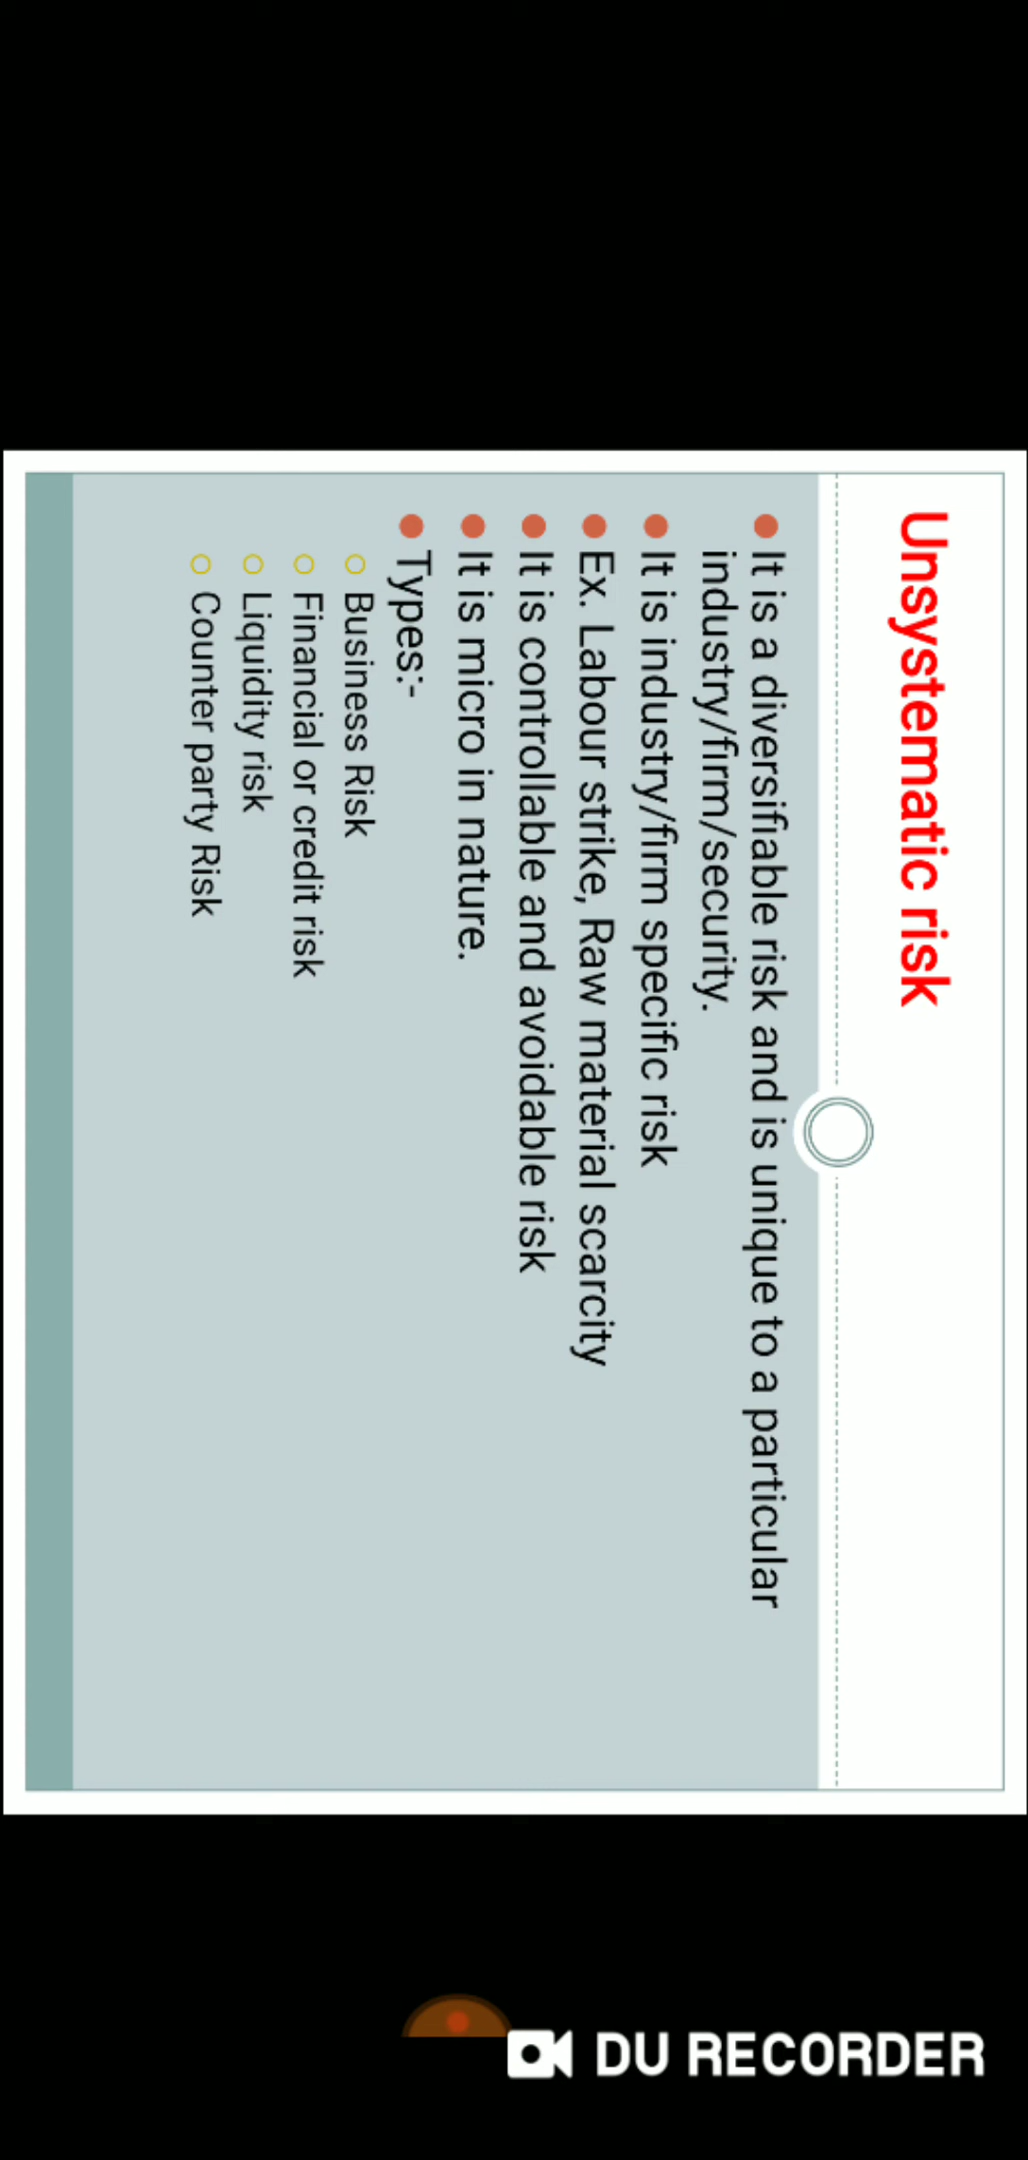 Unsystematic risk
It is a diversifiable risk and is unique to a particular
industry/firm/security.
It is industry/firm specific risk
Ex. Labour strike, Raw material scarcity
It is controllable and avoidable risk
It is micro in nature.
Types:-
Business Risk
Financial or credit risk
Liquidity risk
Counter party Risk
DU RECORDER